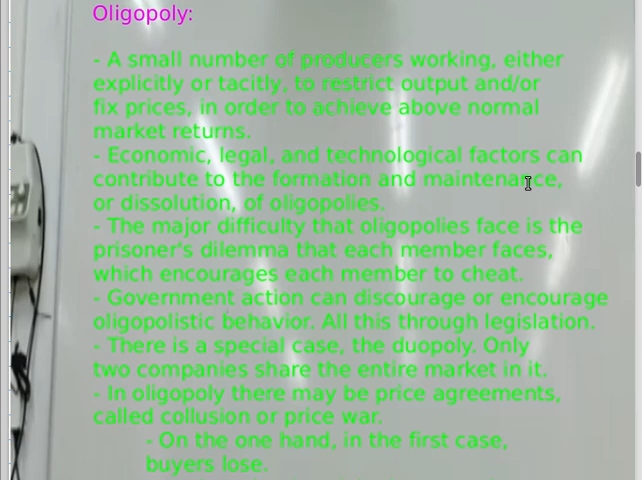 Oligopoly:
- A small number of producers working, either
explicitly or tacitly, to restrict output and/or
fix prices, in order to achieve above normal
market returns.
- Economic, legal, and technological factors can
contribute to the formation and maintenance,
or dissolution, of oligopolies.
- The major difficulty that oligopolies face is the
prisoner's dilemma that each member faces,
which encourages each member to cheat.
- Government action can discourage or encourage
oligopolistic behavior. All this through legislation.
- There is a special case, the duopoly. Only
two companies share the entire market in it.
- In oligopoly there may be price agreements,
called collusion or price war.
- On the one hand, in the first case,
buyers lose.